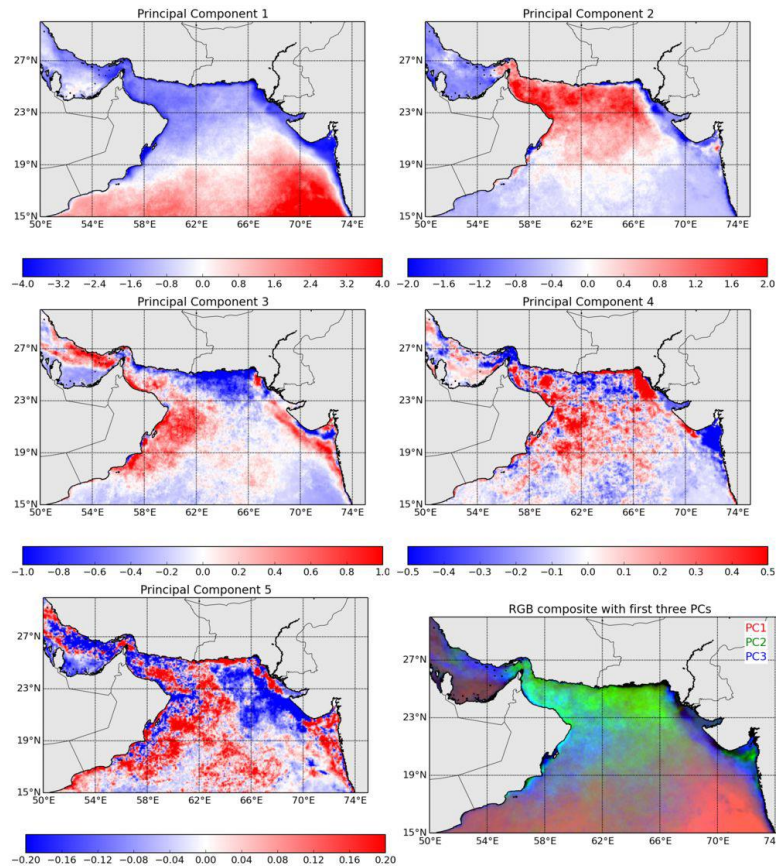 Principal Component 1
27°N
23°N
19°N
15°N
50°E 54°E 58°E 62°E 66°E 70°E 74°E
−4.0 −3.2 −2.4 −1.6 −0.8 0.0 0.8 1.6 2.4 3.2 4.0
Principal Component 2
27°N
23°N
19°N
15°N
50°E 54°E 58°E 62°E 66°E 70°E 74°E
−2.0 −1.6 −1.2 −0.8 −0.4 0.0 0.4 0.8 1.2 1.6 2.0
Principal Component 3
27°N
23°N
19°N
15°N
50°E 54°E 58°E 62°E 66°E 70°E 74°E
−1.0 −0.8 −0.6 −0.4 −0.2 0.0 0.2 0.4 0.6 0.8 1.0
Principal Component 4
27°N
23°N
19°N
15°N
50°E 54°E 58°E 62°E 66°E 70°E 74°E
−0.5 −0.4 −0.3 −0.2 −0.1 0.0 0.1 0.2 0.3 0.4 0.5
Principal Component 5
27°N
23°N
19°N
15°N
50°E 54°E 58°E 62°E 66°E 70°E 74°E
−0.20 −0.16 −0.12 −0.08 −0.04 0.00 0.04 0.08 0.12 0.16 0.20
RGB composite with first three PCs
PC1
PC2
PC3
27°N
23°N
19°N
15°N
50°E 54°E 58°E 62°E 66°E 70°E 74°E